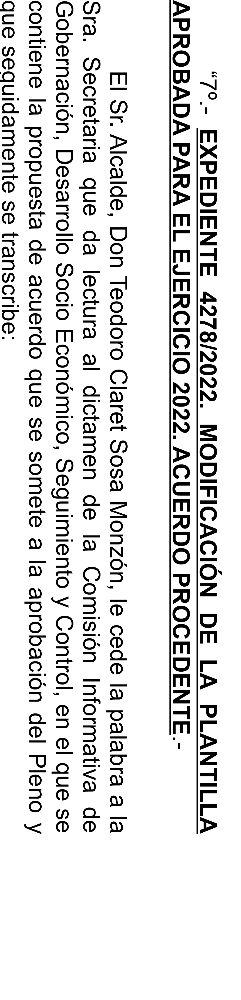 “7º.- EXPEDIENTE 4278/2022. MODIFICACIÓN DE LA PLANTILLA
APROBADA PARA EL EJERCICIO 2022. ACUERDO PROCEDENTE.-
El Sr. Alcalde, Don Teodoro Claret Sosa Monzón, le cede la palabra a la
Sra. Secretaria que da lectura al dictamen de la Comisión Informativa de
Gobernación, Desarrollo Socio Económico, Seguimiento y Control, en el que se
contiene la propuesta de acuerdo que se somete a la aprobación del Pleno y
que seguidamente se transcribe: